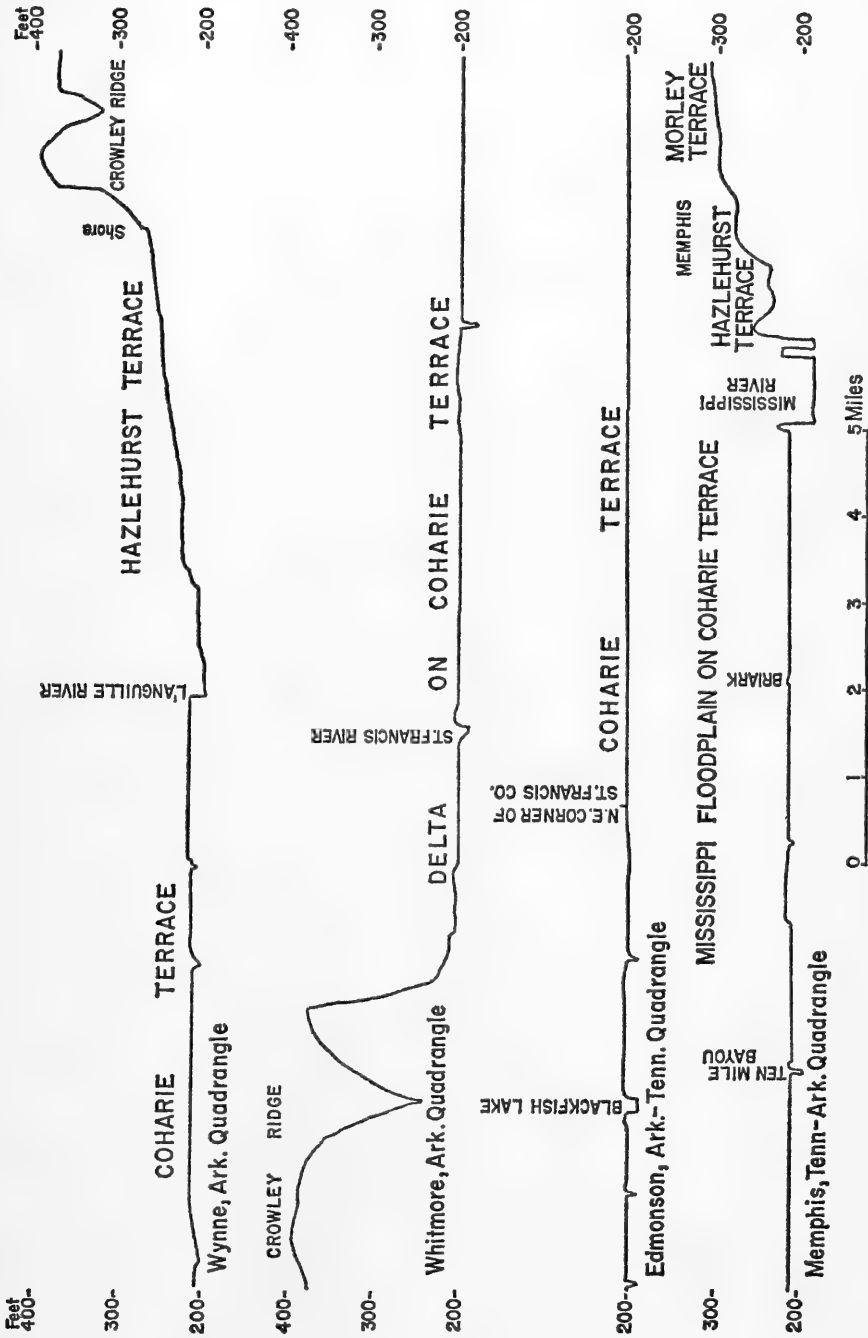 Feet
400-
300-
200-
COHARIE TERRACE
L'ANGUILLE RIVER
HAZLEHURST TERRACE
Shore
CROWLEY RIDGE
Feet
-400
-300
-200
Wynne, Ark. Quadrangle
400-
300-
200-
CROWLEY RIDGE
DELTA ON COHARIE TERRACE
ST. FRANCIS RIVER
-200
Whitmore, Ark. Quadrangle
200-
BLACKFISH LAKE
N.E. CORNER OF
ST. FRANCIS CO.
COHARIE TERRACE
-200
Edmonson, Ark.-Tenn. Quadrangle
300-
200-
TEN MILE
BAYOU
MISSISSIPPI FLOODPLAIN ON COHARIE TERRACE
BRIARK
MISSISSIPPI
RIVER
HAZLEHURST
TERRACE
MEMPHIS
MORLEY
TERRACE
-300
-200
Memphis, Tenn-Ark. Quadrangle
0 1 2 3 4 5 Miles